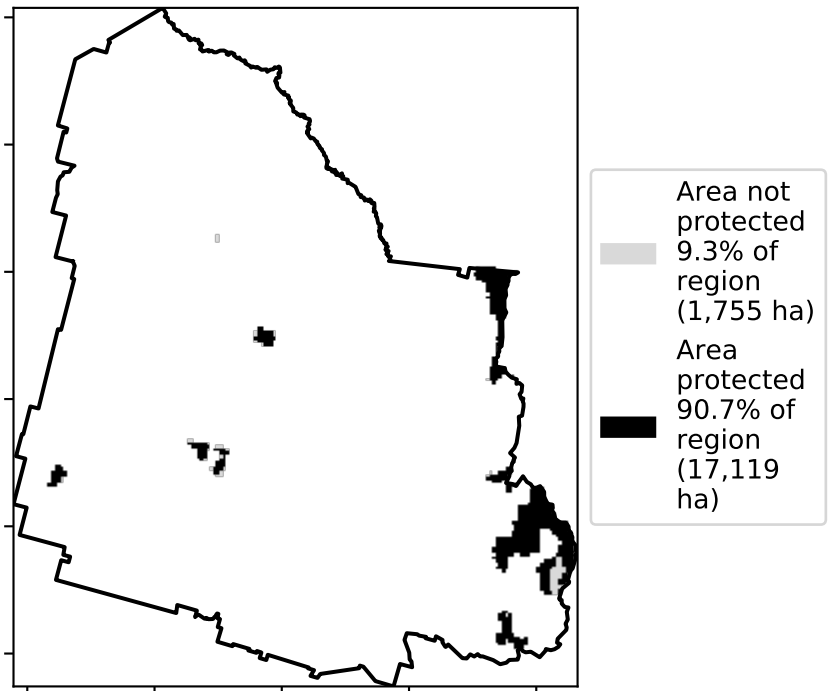 Area not
protected
9.3% of
region
(1,755 ha)
Area
protected
90.7% of
region
(17,119
ha)